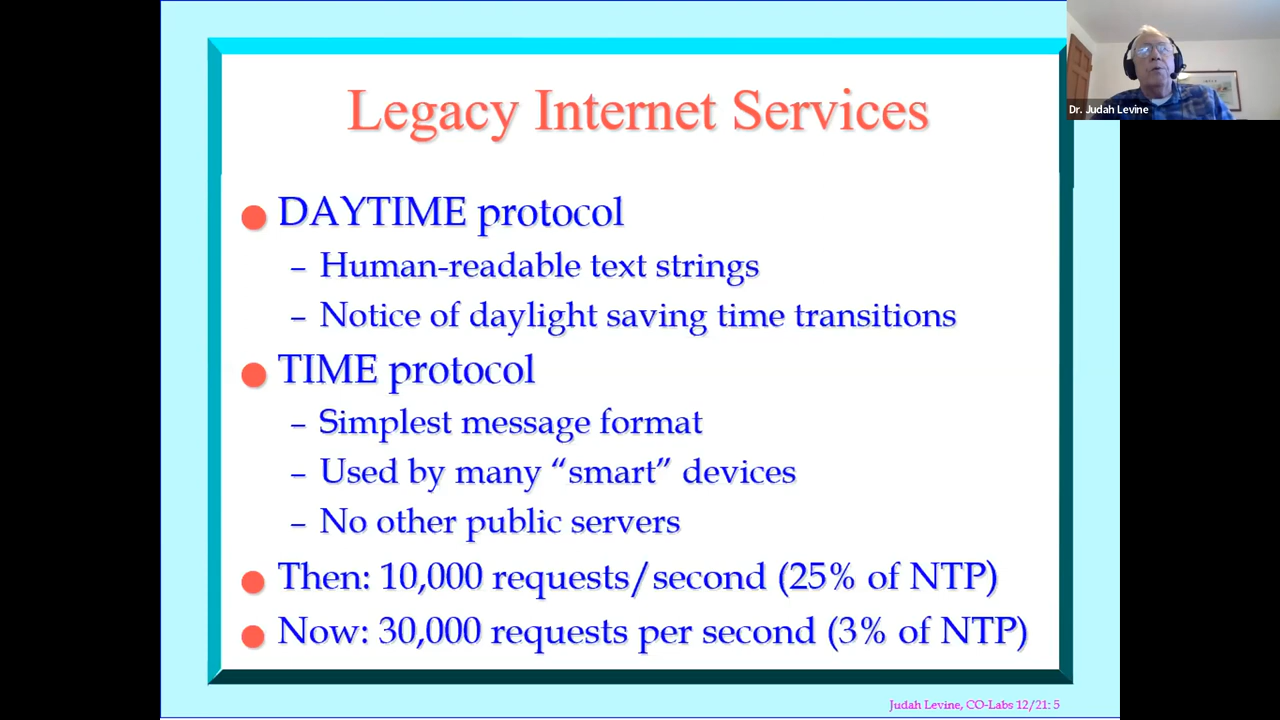 Legacy Internet Services
DAYTIME protocol
– Human-readable text strings
– Notice of daylight saving time transitions
TIME protocol
– Simplest message format
– Used by many “smart” devices
– No other public servers
Then: 10,000 requests/second (25% of NTP)
Now: 30,000 requests per second (3% of NTP)
Judah Levine, CO-Labs 12/21: 5
Dr. Judah Levine